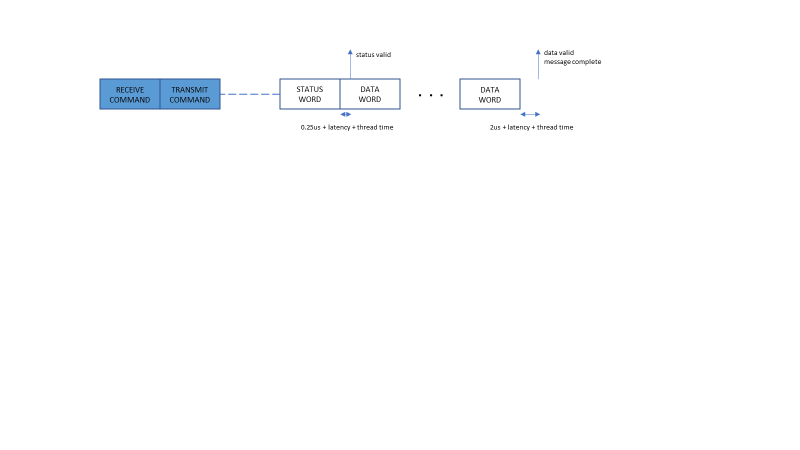 status valid
data valid
message complete
RECEIVE
COMMAND
TRANSMIT
COMMAND
STATUS
WORD
DATA
WORD
. . .
DATA
WORD
0.25us + latency + thread time
2us + latency + thread time